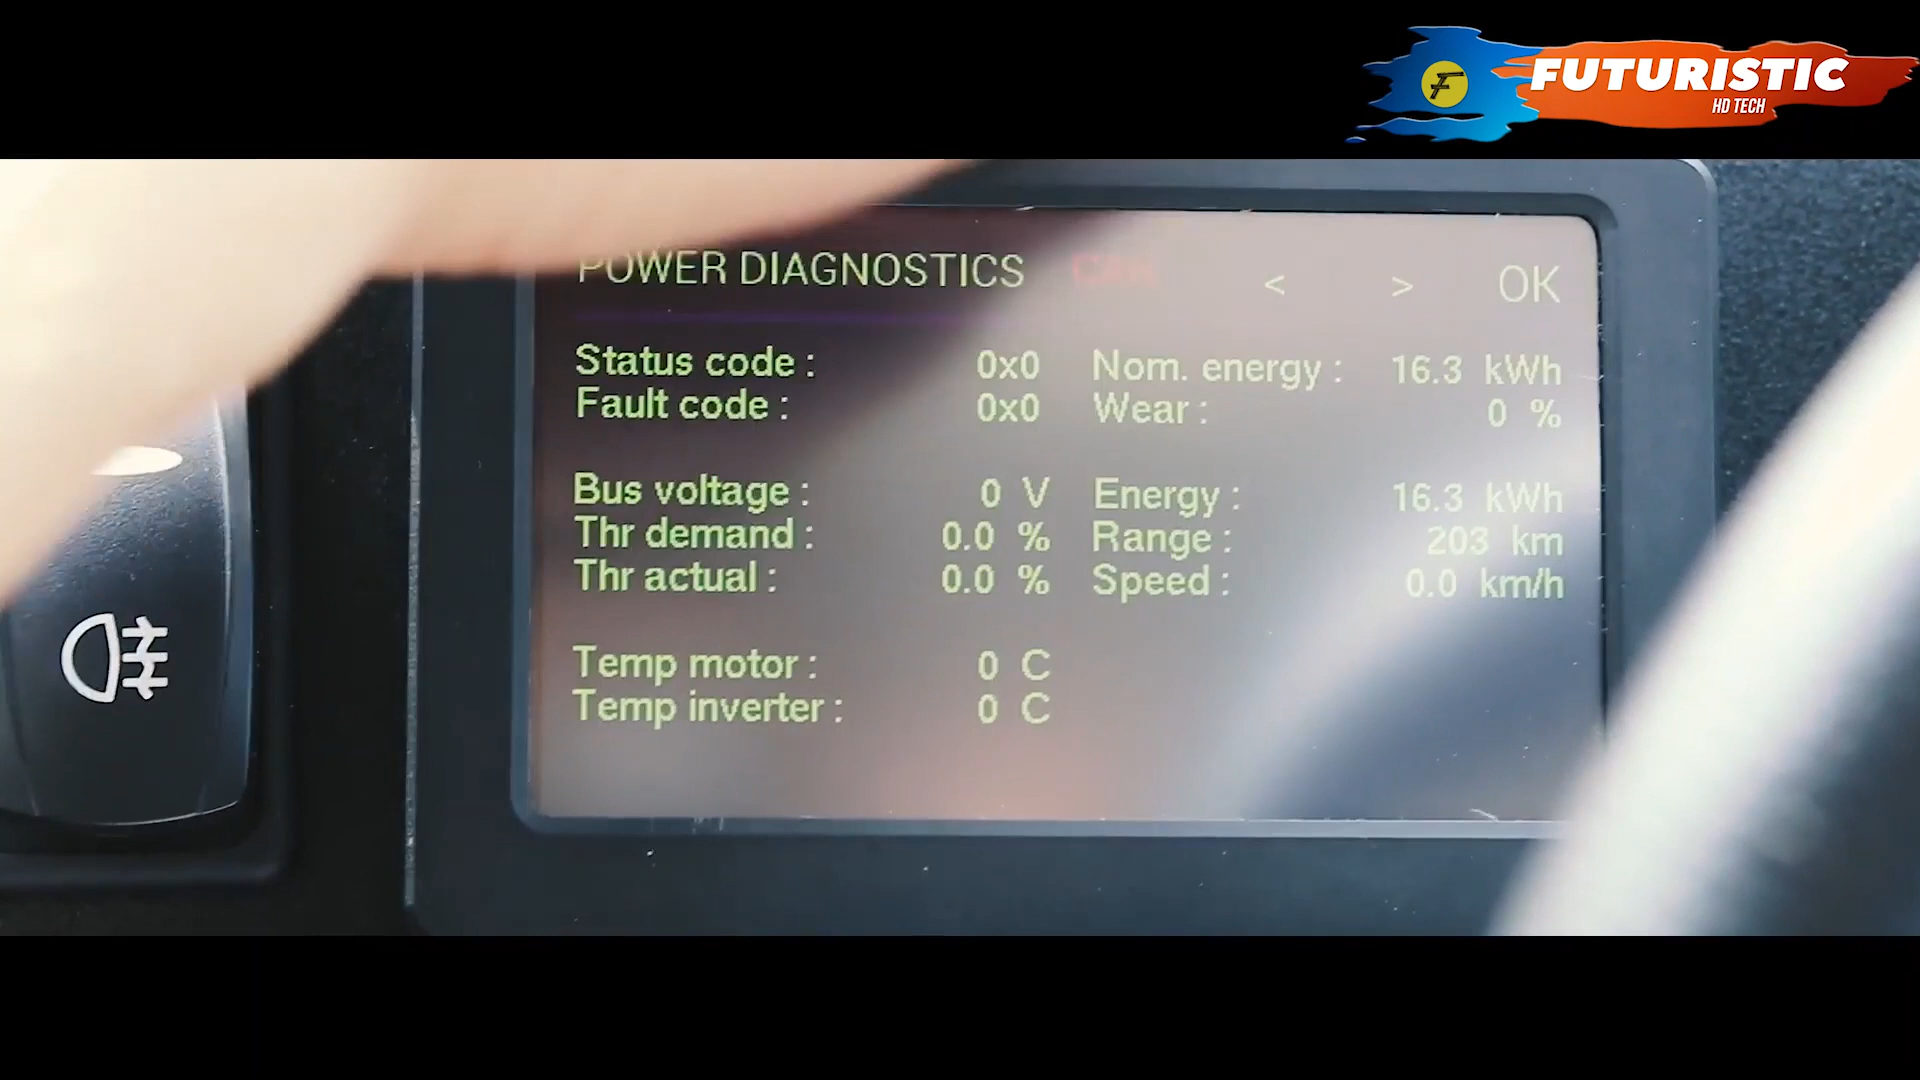 F FUTURISTIC
HD TECH
POWER DIAGNOSTICS < > OK
Status code : 0x0 Nom. energy : 16.3 kWh
Fault code : 0x0 Wear : 0 %
Bus voltage : 0 V Energy : 16.3 kWh
Thr demand : 0.0 % Range : 203 km
Thr actual : 0.0 % Speed : 0.0 km/h
Temp motor : 0 C
Temp inverter : 0 C